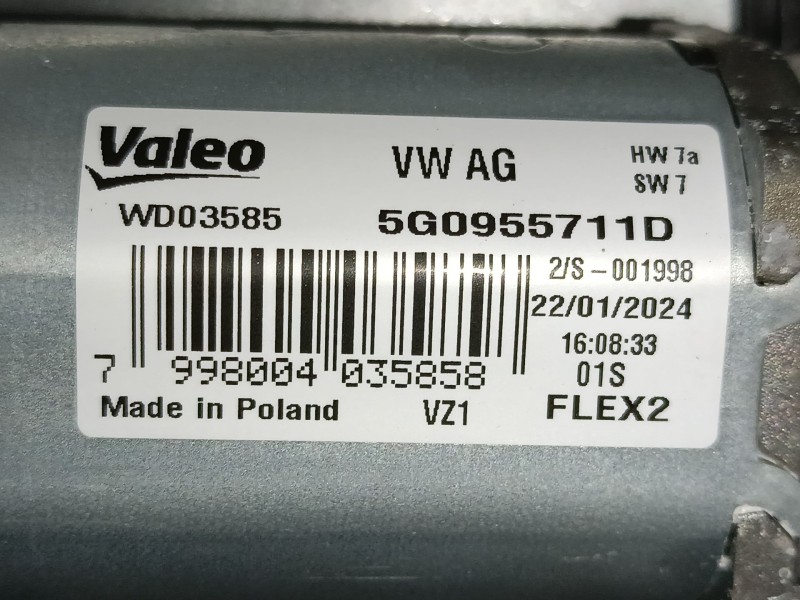 Valeo VW AG HW 7a
SW 7
WD03585 5G0955711D
2/S-001998
22/01/2024
16:08:33
7 998004 035858 01S
Made in Poland VZ1 FLEX2